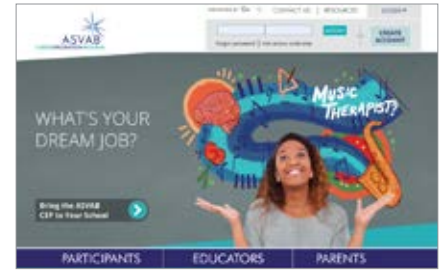 CONTACT US | RESOURCES
ASVAB
CREATE
ACCOUNT
MUSIC
THERAPIST?
WHAT'S YOUR
DREAM JOB?
Bring the ASVAB
CEP to Your School
PARTICIPANTS
EDUCATORS
PARENTS